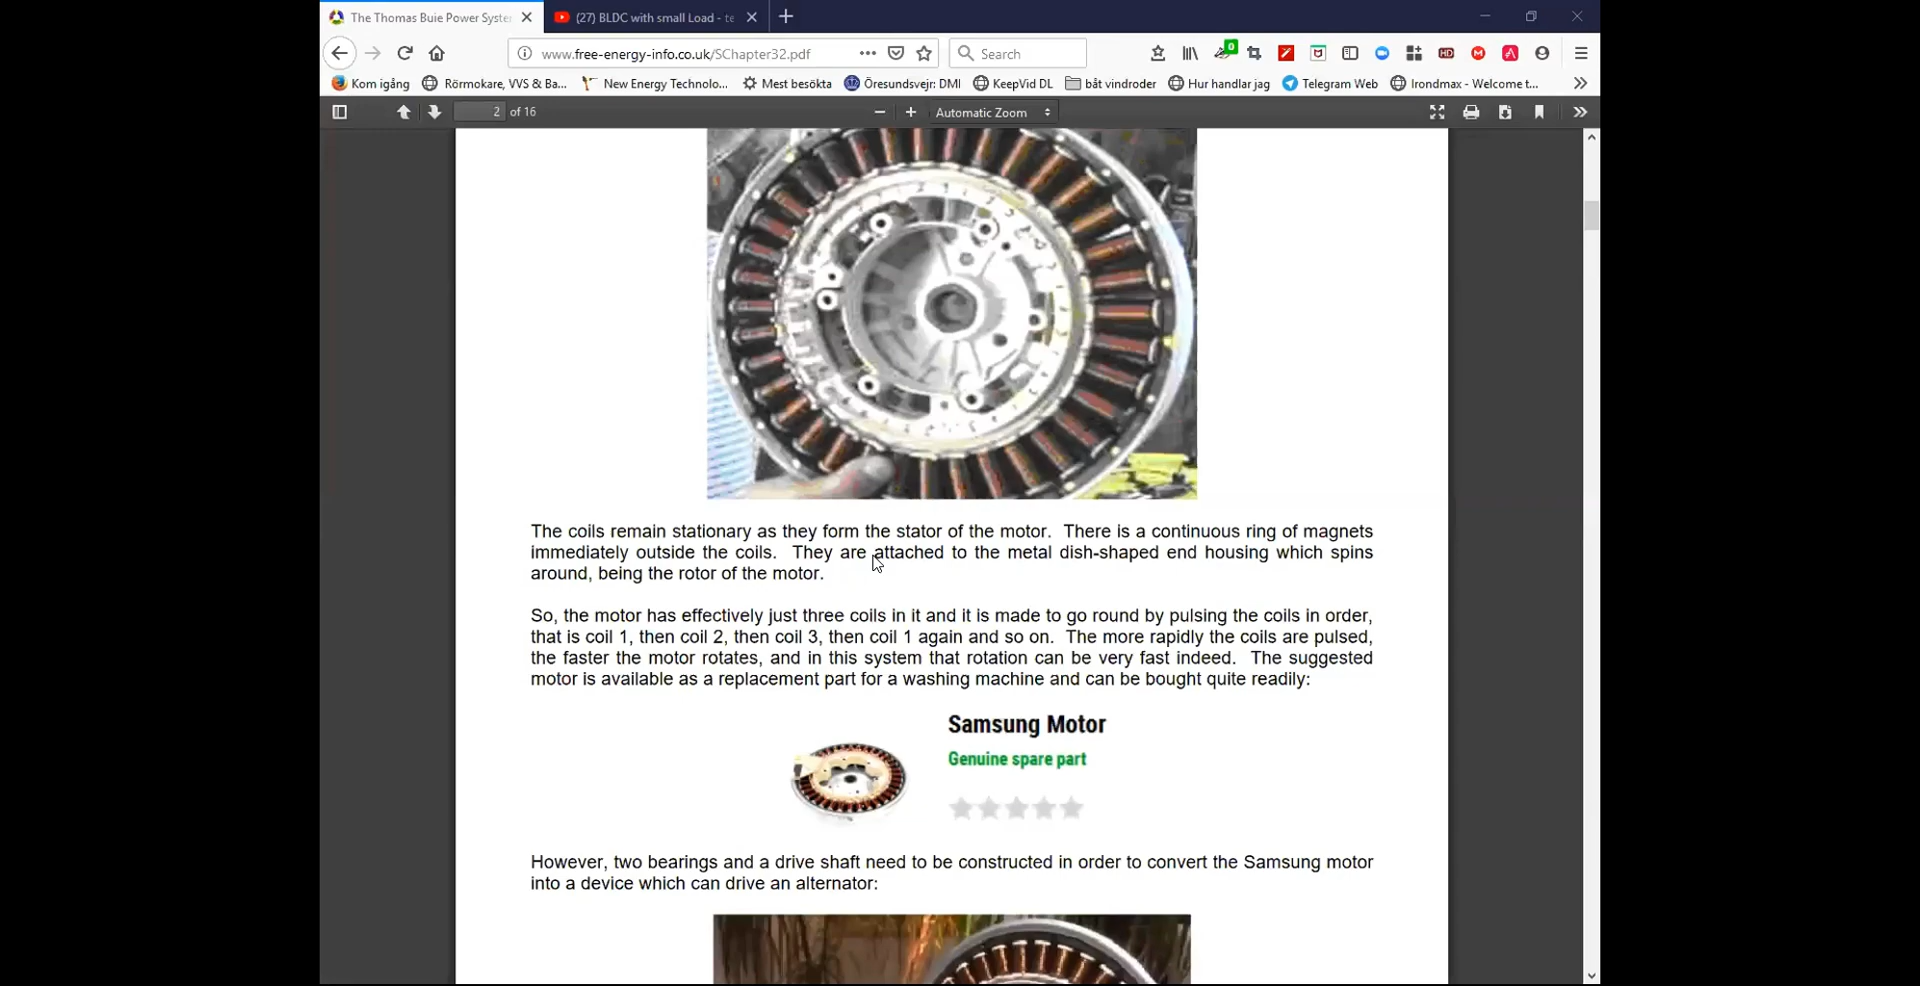 The Thomas Buie Power Syste
(27) BLDC with small Load - te
www.free-energy-info.co.uk/SChapter32.pdf
Search
0
HD
Kom igång
Rörmokare, VVS & Ba...
New Energy Technolo...
Mest besökta
Öresundsvejr: DMI
KeepVid DL
båt vindroder
Hur handlar jag
Telegram Web
Irondmax - Welcome t...
2 of 16
Automatic Zoom
The coils remain stationary as they form the stator of the motor. There is a continuous ring of magnets
immediately outside the coils. They are attached to the metal dish-shaped end housing which spins
around, being the rotor of the motor.
So, the motor has effectively just three coils in it and it is made to go round by pulsing the coils in order,
that is coil 1, then coil 2, then coil 3, then coil 1 again and so on. The more rapidly the coils are pulsed,
the faster the motor rotates, and in this system that rotation can be very fast indeed. The suggested
motor is available as a replacement part for a washing machine and can be bought quite readily:
Samsung Motor
Genuine spare part
However, two bearings and a drive shaft need to be constructed in order to convert the Samsung motor
into a device which can drive an alternator: